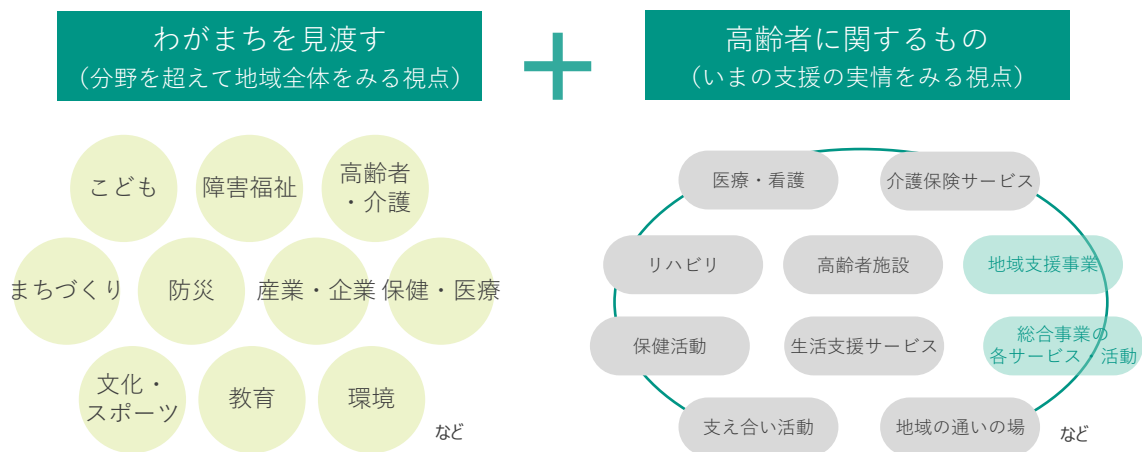 わがまちを見渡す
(分野を超えて地域全体をみる視点)
+
高齢者に関するもの
(いまの支援の実情をみる視点)
こども
障害福祉
高齢者
・介護
まちづくり
防災
産業・企業
保健・医療
文化・
スポーツ
教育
環境
など
医療・看護
介護保険サービス
リハビリ
高齢者施設
地域支援事業
保健活動
生活支援サービス
総合事業の
各サービス・活動
支え合い活動
地域の通いの場
など